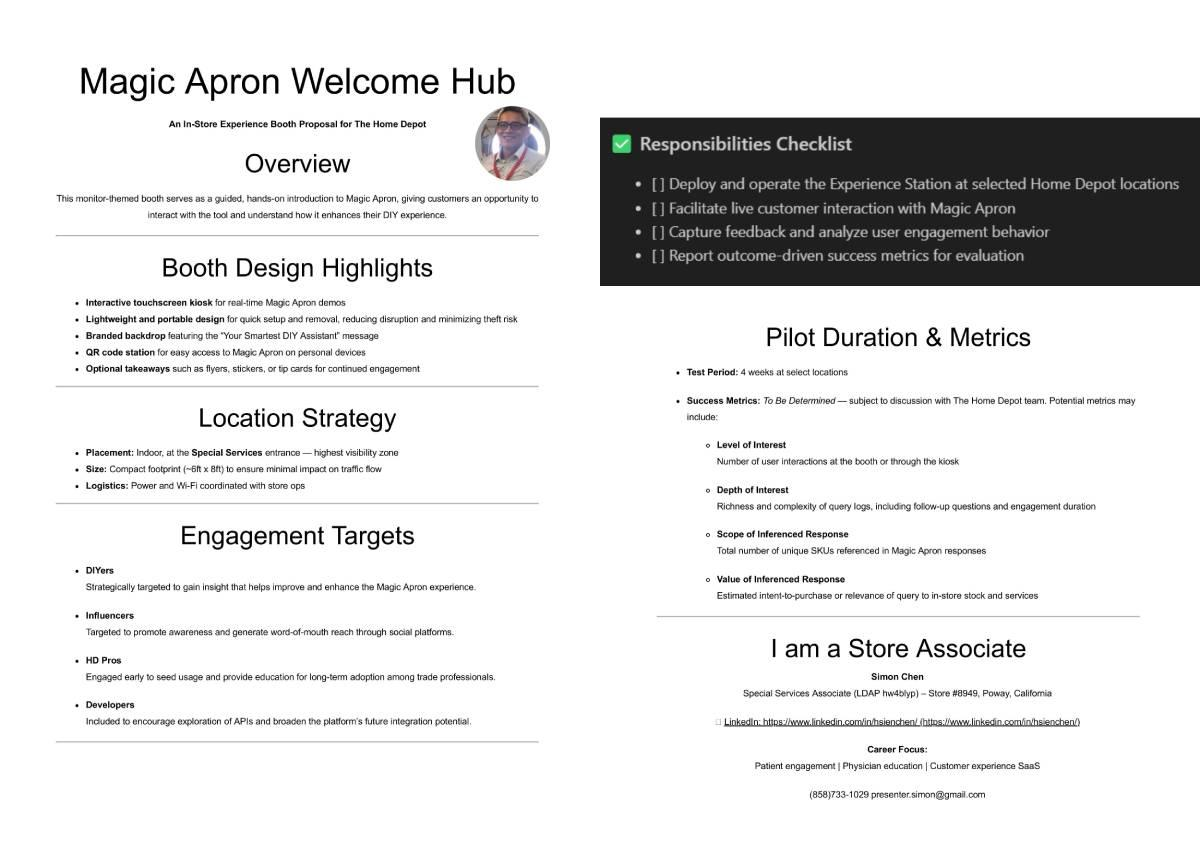 Magic Apron Welcome Hub
An In-Store Experience Booth Proposal for The Home Depot
Overview
This monitor-themed booth serves as a guided, hands-on introduction to Magic Apron, giving customers an opportunity to
interact with the tool and understand how it enhances their DIY experience.
Booth Design Highlights
• Interactive touchscreen kiosk for real-time Magic Apron demos
• Lightweight and portable design for quick setup and removal, reducing disruption and minimizing theft risk
• Branded backdrop featuring the “Your Smartest DIY Assistant” message
• QR code station for easy access to Magic Apron on personal devices
• Optional takeaways such as flyers, stickers, or tip cards for continued engagement
Location Strategy
• Placement: Indoor, at the Special Services entrance — highest visibility zone
• Size: Compact footprint (~6ft x 8ft) to ensure minimal impact on traffic flow
• Logistics: Power and Wi-Fi coordinated with store ops
Engagement Targets
• DIYers
Strategically targeted to gain insight that helps improve and enhance the Magic Apron experience.
• Influencers
Targeted to promote awareness and generate word-of-mouth reach through social platforms.
• HD Pros
Engaged early to seed usage and provide education for long-term adoption among trade professionals.
• Developers
Included to encourage exploration of APIs and broaden the platform’s future integration potential.
✅ Responsibilities Checklist
• [ ] Deploy and operate the Experience Station at selected Home Depot locations
• [ ] Facilitate live customer interaction with Magic Apron
• [ ] Capture feedback and analyze user engagement behavior
• [ ] Report outcome-driven success metrics for evaluation
Pilot Duration & Metrics
• Test Period: 4 weeks at select locations
• Success Metrics: To Be Determined — subject to discussion with The Home Depot team. Potential metrics may
include:
◦ Level of Interest
Number of user interactions at the booth or through the kiosk
◦ Depth of Interest
Richness and complexity of query logs, including follow-up questions and engagement duration
◦ Scope of Inferenced Response
Total number of unique SKUs referenced in Magic Apron responses
◦ Value of Inferenced Response
Estimated intent-to-purchase or relevance of query to in-store stock and services
I am a Store Associate
Simon Chen
Special Services Associate (LDAP hw4blyp) – Store #8949, Poway, California
LinkedIn: https://www.linkedin.com/in/hsienchen/ (https://www.linkedin.com/in/hsienchen/)
Career Focus:
Patient engagement | Physician education | Customer experience SaaS
(858)733-1029 presenter.simon@gmail.com